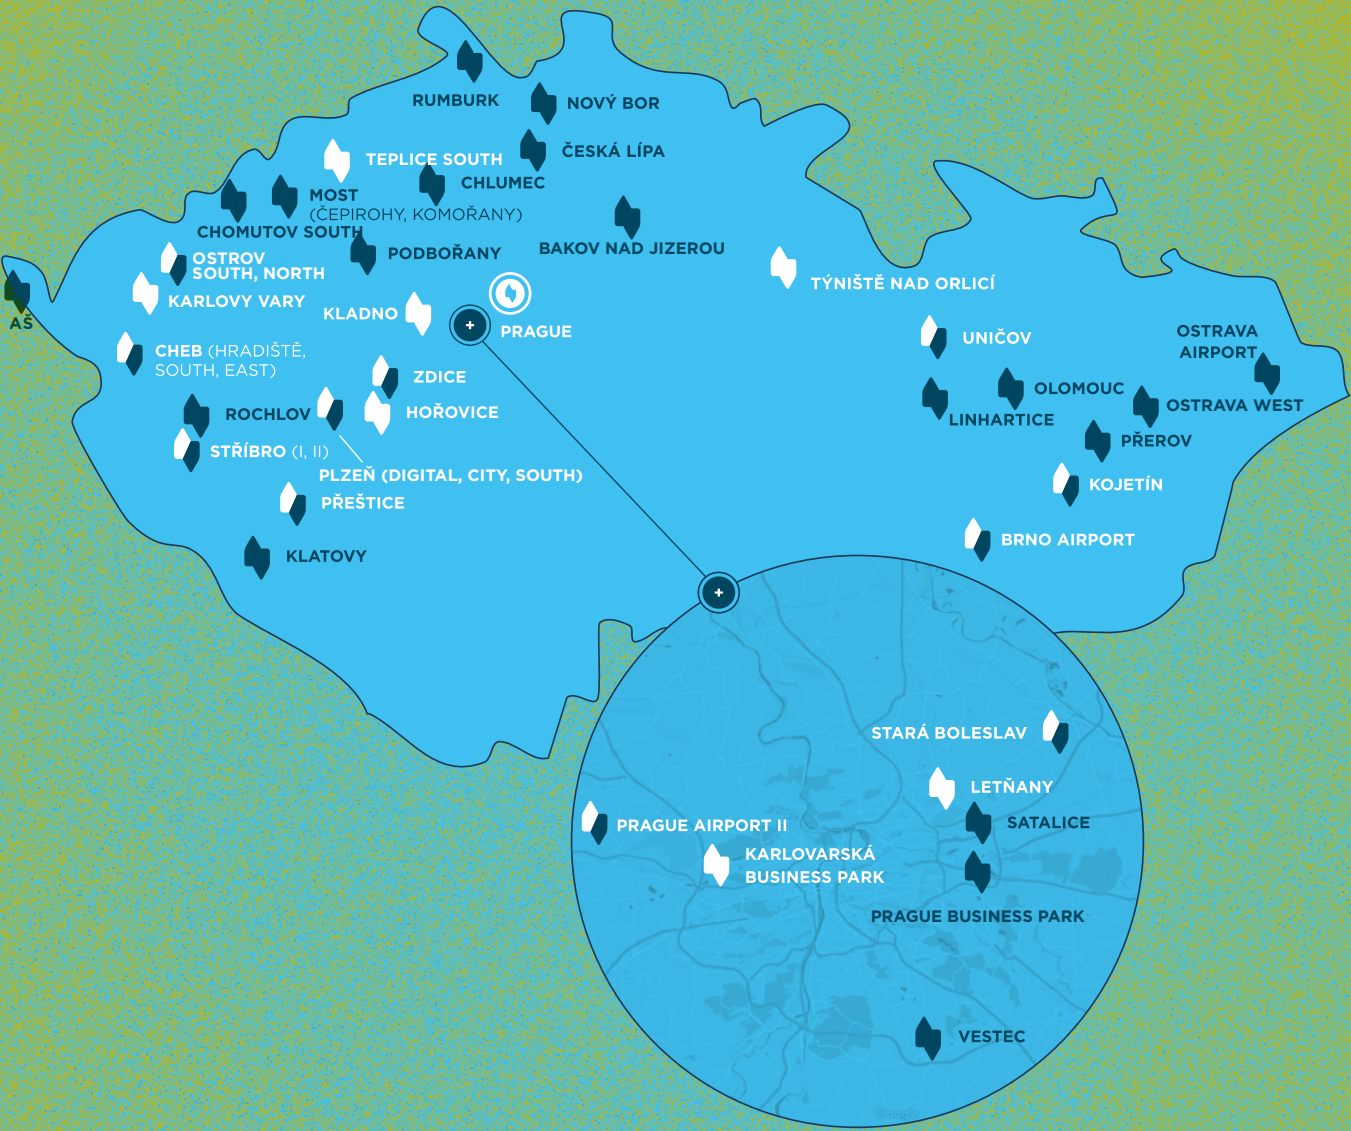 RUMBURK
NOVÝ BOR
ČESKÁ LÍPA
TEPLICE SOUTH
CHLUMEC
MOST
(ČEPIROHY, KOMOŘANY)
CHOMUTOV SOUTH
BAKOV NAD JIZEROU
PODBOŘANY
OSTROV
SOUTH, NORTH
KARLOVY VARY
TÝNIŠTĚ NAD ORLICÍ
KLADNO
AŠ
PRAGUE
UNIČOV
OSTRAVA
AIRPORT
CHEB (HRADIŠTĚ,
SOUTH, EAST)
ZDICE
OLOMOUC
OSTRAVA WEST
ROCHLOV
HOŘOVICE
LINHARTICE
PŘEROV
STŘÍBRO (I, II)
PLZEŇ (DIGITAL, CITY, SOUTH)
KOJETÍN
PŘEŠTICE
BRNO AIRPORT
KLATOVY
STARÁ BOLESLAV
LETŇANY
SATALICE
PRAGUE AIRPORT II
KARLOVARSKÁ
BUSINESS PARK
PRAGUE BUSINESS PARK
VESTEC